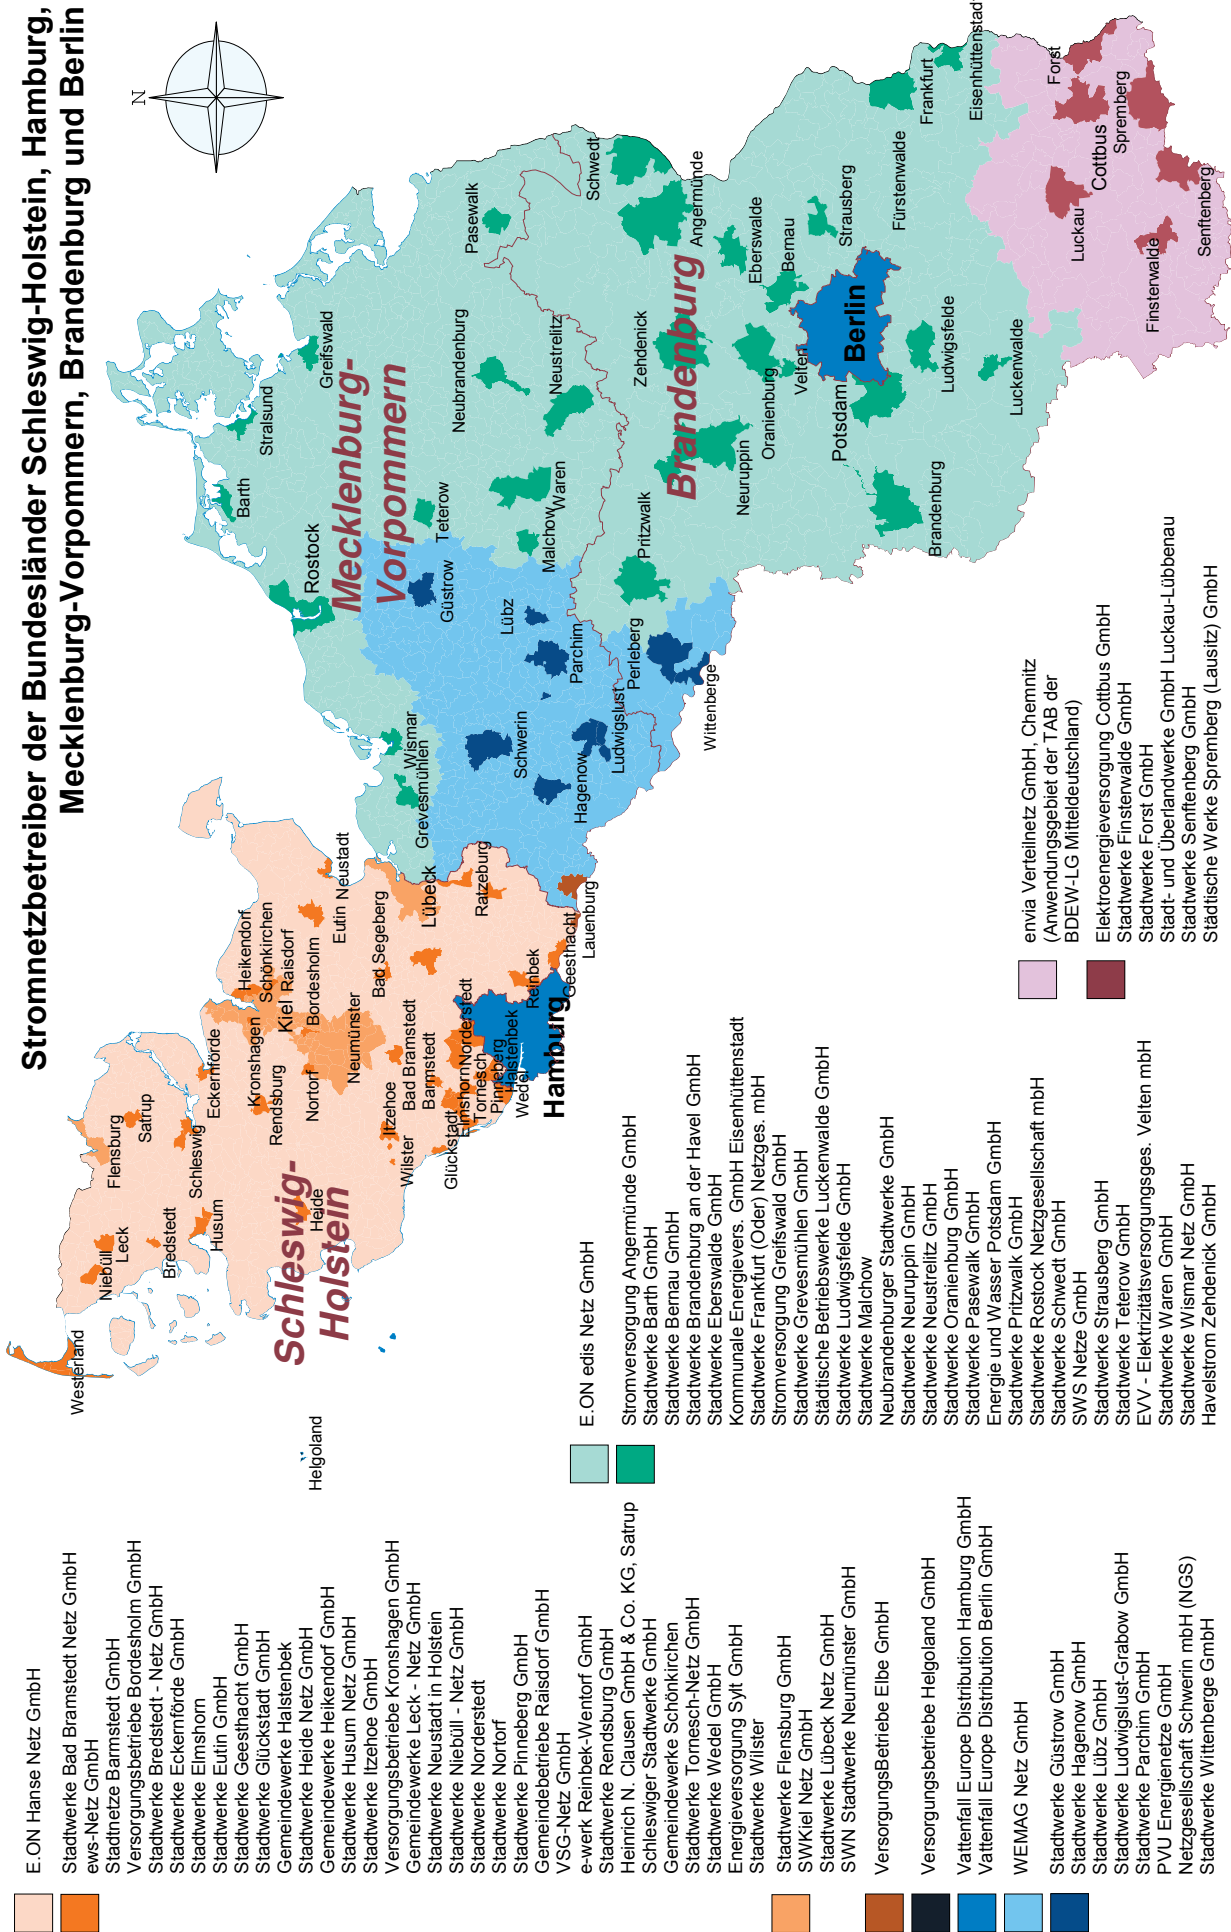 Stromnetzbetreiber der Bundesländer Schleswig-Holstein, Hamburg,
Mecklenburg-Vorpommern, Brandenburg und Berlin
N
Schleswig-
Holstein
Mecklenburg-
Vorpommern
Brandenburg
Hamburg
Berlin
Westerland
Niebüll
Leck
Flensburg
Satrup
Bredstedt
Schleswig
Husum
Eckernförde
Heikendorf
Schönkirchen
Raisdorf
Kiel
Kronshagen
Bordesholm
Rendsburg
Nortorf
Neumünster
Heide
Helgoland
Eutin
Neustadt
Bad Segeberg
Lübeck
Ratzeburg
Itzehoe
Wilster
Bad Bramstedt
Barmstedt
Glückstadt
Elmshorn
Norderstedt
Tornesch
Pinneberg
Halstenbek
Wedel
Reinbek
Geesthacht
Lauenburg
Barth
Stralsund
Greifswald
Rostock
Wismar
Grevesmühlen
Teterow
Güstrow
Neubrandenburg
Pasewalk
Neustrelitz
Waren
Malchow
Lübz
Parchim
Schwerin
Hagenow
Ludwigslust
Perleberg
Wittenberge
Pritzwalk
Schwedt
Angermünde
Eberswalde
Bernau
Zehdenick
Oranienburg
Velten
Neuruppin
Strausberg
Fürstenwalde
Frankfurt
Eisenhüttenstadt
Potsdam
Brandenburg
Ludwigsfelde
Luckenwalde
Forst
Cottbus
Spremberg
Luckau
Finsterwalde
Senftenberg
E.ON Hanse Netz GmbH
Stadtwerke Bad Bramstedt Netz GmbH
ews-Netz GmbH
Stadtnetze Barmstedt GmbH
Versorgungsbetriebe Bordesholm GmbH
Stadtwerke Bredstedt - Netz GmbH
Stadtwerke Eckernförde GmbH
Stadtwerke Elmshorn
Stadtwerke Eutin GmbH
Stadtwerke Geesthacht GmbH
Stadtwerke Glückstadt GmbH
Gemeindewerke Halstenbek
Stadtwerke Heide Netz GmbH
Gemeindewerke Heikendorf GmbH
Stadtwerke Husum Netz GmbH
Stadtwerke Itzehoe GmbH
Versorgungsbetriebe Kronshagen GmbH
Gemeindewerke Leck - Netz GmbH
Stadtwerke Neustadt in Holstein
Stadtwerke Niebüll - Netz GmbH
Stadtwerke Norderstedt
Stadtwerke Nortorf
Stadtwerke Pinneberg GmbH
Gemeindebetriebe Raisdorf GmbH
VSG-Netz GmbH
e-werk Reinbek-Wentorf GmbH
Stadtwerke Rendsburg GmbH
Heinrich N. Clausen GmbH & Co. KG, Satrup
Schleswiger Stadtwerke GmbH
Gemeindewerke Schönkirchen
Stadtwerke Tornesch-Netz GmbH
Stadtwerke Wedel GmbH
Energieversorgung Sylt GmbH
Stadtwerke Wilster
Stadtwerke Flensburg GmbH
SWKiel Netz GmbH
Stadtwerke Lübeck Netz GmbH
SWN Stadtwerke Neumünster GmbH
VersorgungsBetriebe Elbe GmbH
Versorgungsbetriebe Helgoland GmbH
Vattenfall Europe Distribution Hamburg GmbH
Vattenfall Europe Distribution Berlin GmbH
WEMAG Netz GmbH
Stadtwerke Güstrow GmbH
Stadtwerke Hagenow GmbH
Stadtwerke Lübz GmbH
Stadtwerke Ludwigslust-Grabow GmbH
Stadtwerke Parchim GmbH
PVU Energienetze GmbH
Netzgesellschaft Schwerin mbH (NGS)
Stadtwerke Wittenberge GmbH
E.ON edis Netz GmbH
Stromversorgung Angermünde GmbH
Stadtwerke Barth GmbH
Stadtwerke Bernau GmbH
Stadtwerke Brandenburg an der Havel GmbH
Stadtwerke Eberswalde GmbH
Kommunale Energievers. GmbH Eisenhüttenstadt
Stadtwerke Frankfurt (Oder) Netzges. mbH
Stromversorgung Greifswald GmbH
Stadtwerke Grevesmühlen GmbH
Städtische Betriebswerke Luckenwalde GmbH
Stadtwerke Ludwigsfelde GmbH
Stadtwerke Malchow
Neubrandenburger Stadtwerke GmbH
Stadtwerke Neuruppin GmbH
Stadtwerke Neustrelitz GmbH
Stadtwerke Oranienburg GmbH
Stadtwerke Pasewalk GmbH
Energie und Wasser Potsdam GmbH
Stadtwerke Pritzwalk GmbH
Stadtwerke Rostock Netzgesellschaft mbH
Stadtwerke Schwedt GmbH
SWS Netze GmbH
Stadtwerke Strausberg GmbH
Stadtwerke Teterow GmbH
EVV - Elektrizitätsversorgungsges. Velten mbH
Stadtwerke Waren GmbH
Stadtwerke Wismar Netz GmbH
Havelstrom Zehdenick GmbH
envia Verteilnetz GmbH, Chemnitz
(Anwendungsgebiet der TAB der
BDEW-LG Mitteldeutschland)
Elektroenergieversorgung Cottbus GmbH
Stadtwerke Finsterwalde GmbH
Stadtwerke Forst GmbH
Stadt- und Überlandwerke GmbH Luckau-Lübbenau
Stadtwerke Senftenberg GmbH
Städtische Werke Spremberg (Lausitz) GmbH